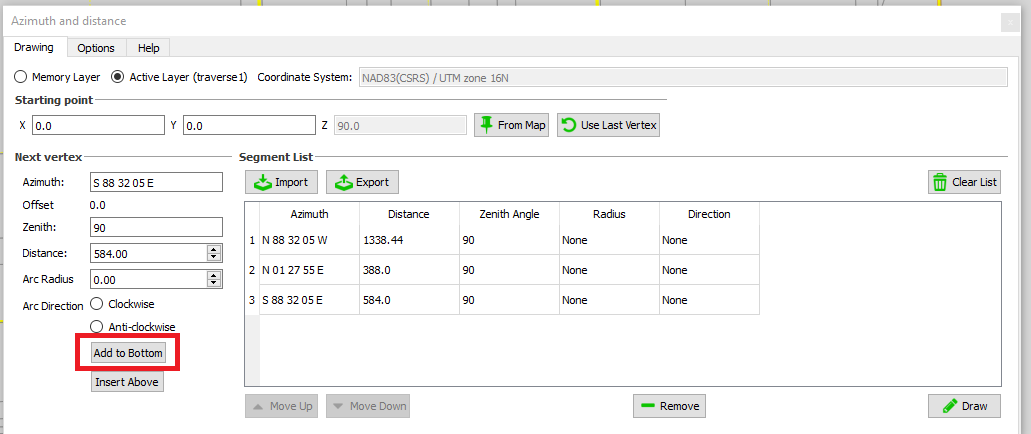 Azimuth and distance
x
Drawing Options Help
Memory Layer Active Layer (traverse1) Coordinate System: NAD83(CSRS) / UTM zone 16N
Starting point
X 0.0 Y 0.0 Z 90.0 From Map Use Last Vertex
Next vertex
Azimuth: S 88 32 05 E
Offset 0.0
Zenith: 90
Distance: 584.00
Arc Radius 0.00
Arc Direction Clockwise
Anti-clockwise
Add to Bottom
Insert Above
Segment List
Import Export Clear List
Azimuth Distance Zenith Angle Radius Direction
1 N 88 32 05 W 1338.44 90 None None
2 N 01 27 55 E 388.0 90 None None
3 S 88 32 05 E 584.0 90 None None
Move Up Move Down Remove Draw